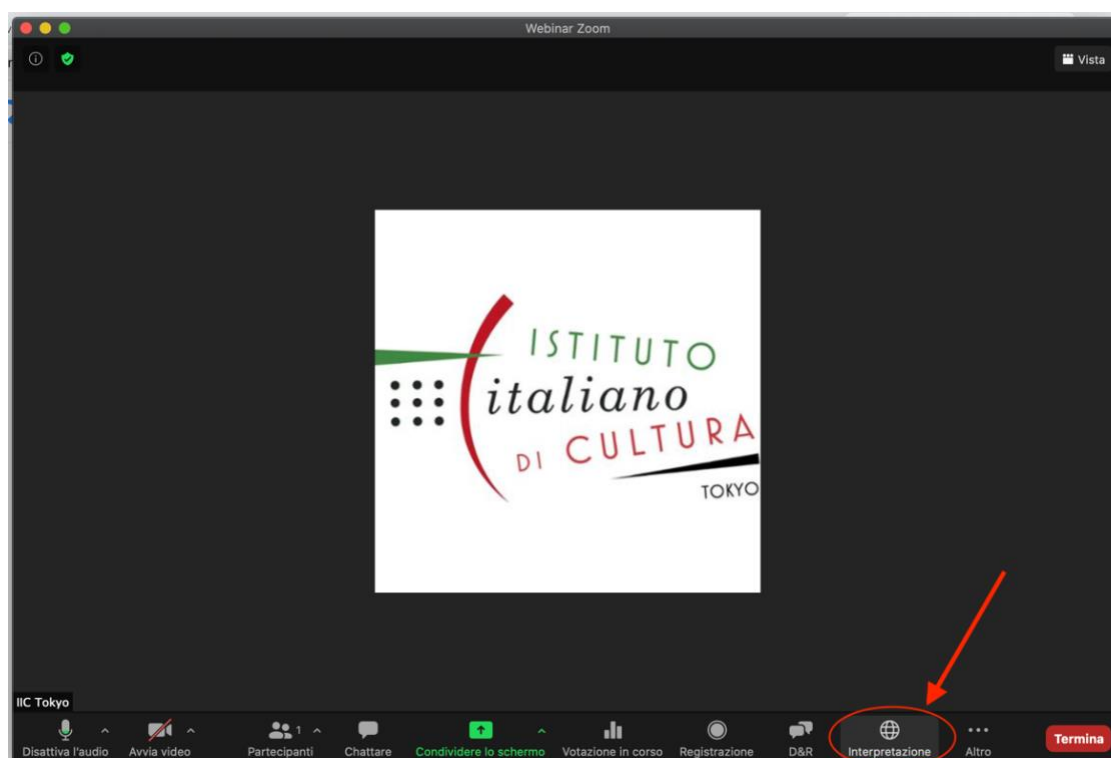 Webinar Zoom
Vista
ISTITUTO
italiano
DI CULTURA
TOKYO
IIC Tokyo
Disattiva l'audio Avvia video Partecipanti 1 Chattare Condividere lo schermo Votazione in corso Registrazione D&R Interpretazione Altro Termina